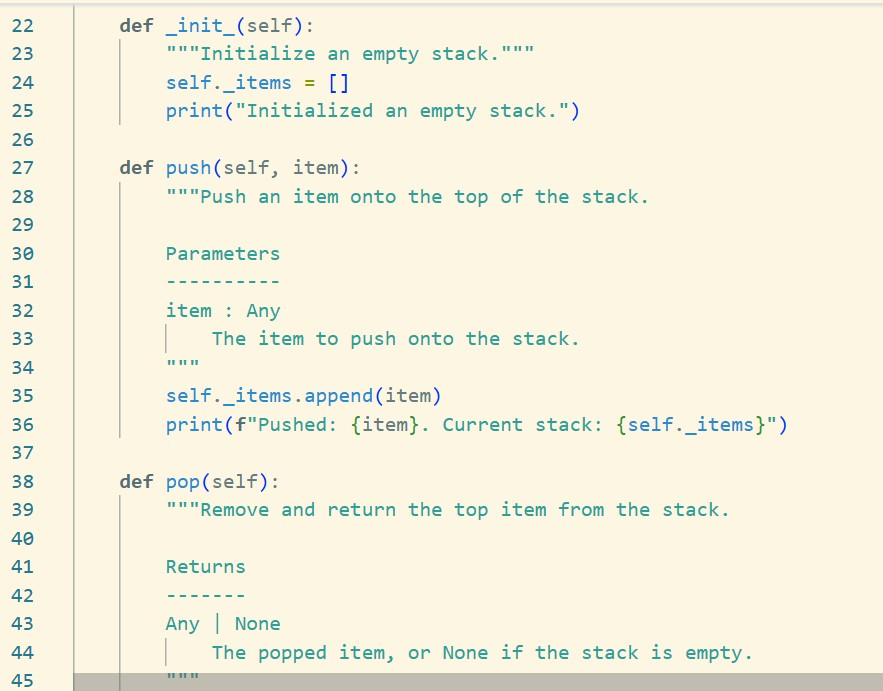 22 def _init_(self):
23 """Initialize an empty stack."""
24 self._items = []
25 print("Initialized an empty stack.")
26
27 def push(self, item):
28 """Push an item onto the top of the stack.
29
30 Parameters
31 ----------
32 item : Any
33 The item to push onto the stack.
34 """
35 self._items.append(item)
36 print(f"Pushed: {item}. Current stack: {self._items}")
37
38 def pop(self):
39 """Remove and return the top item from the stack.
40
41 Returns
42 -------
43 Any | None
44 The popped item, or None if the stack is empty.
45 """